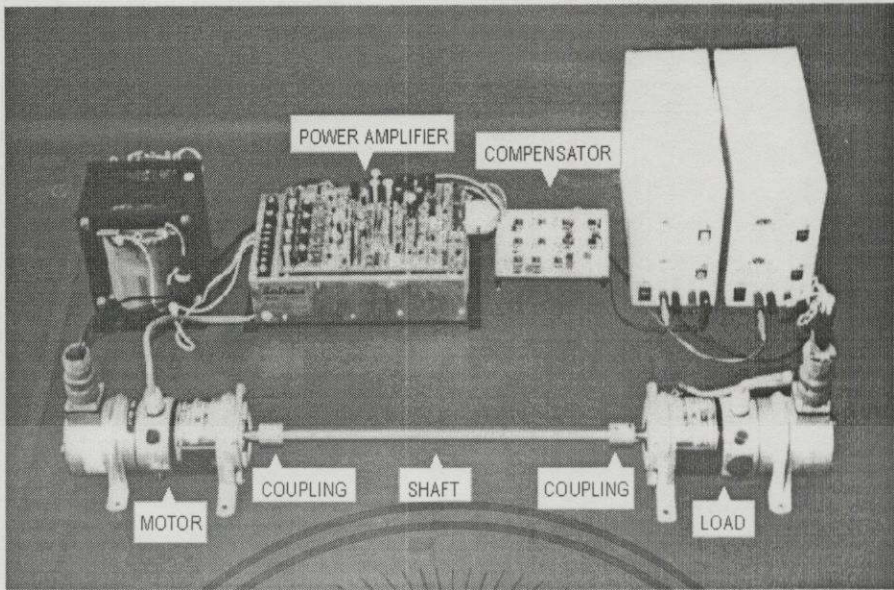 POWER AMPLIFIER
COMPENSATOR
COUPLING
SHAFT
COUPLING
MOTOR
LOAD